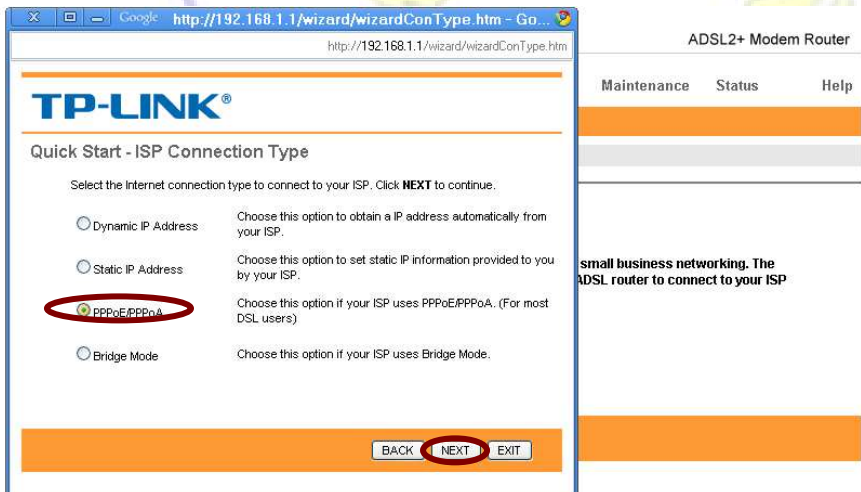 Google http://192.168.1.1/wizard/wizardConType.htm - Go...
http://192.168.1.1/wizard/wizardConType.htm
ADSL2+ Modem Router
Maintenance Status Help
TP-LINK®
Quick Start - ISP Connection Type
Select the Internet connection type to connect to your ISP. Click NEXT to continue.
Dynamic IP Address
Choose this option to obtain a IP address automatically from
your ISP.
Static IP Address
Choose this option to set static IP information provided to you
by your ISP.
PPPoE/PPPoA
Choose this option if your ISP uses PPPoE/PPPoA. (For most
DSL users)
Bridge Mode
Choose this option if your ISP uses Bridge Mode.
small business networking. The
ADSL router to connect to your ISP
BACK NEXT EXIT